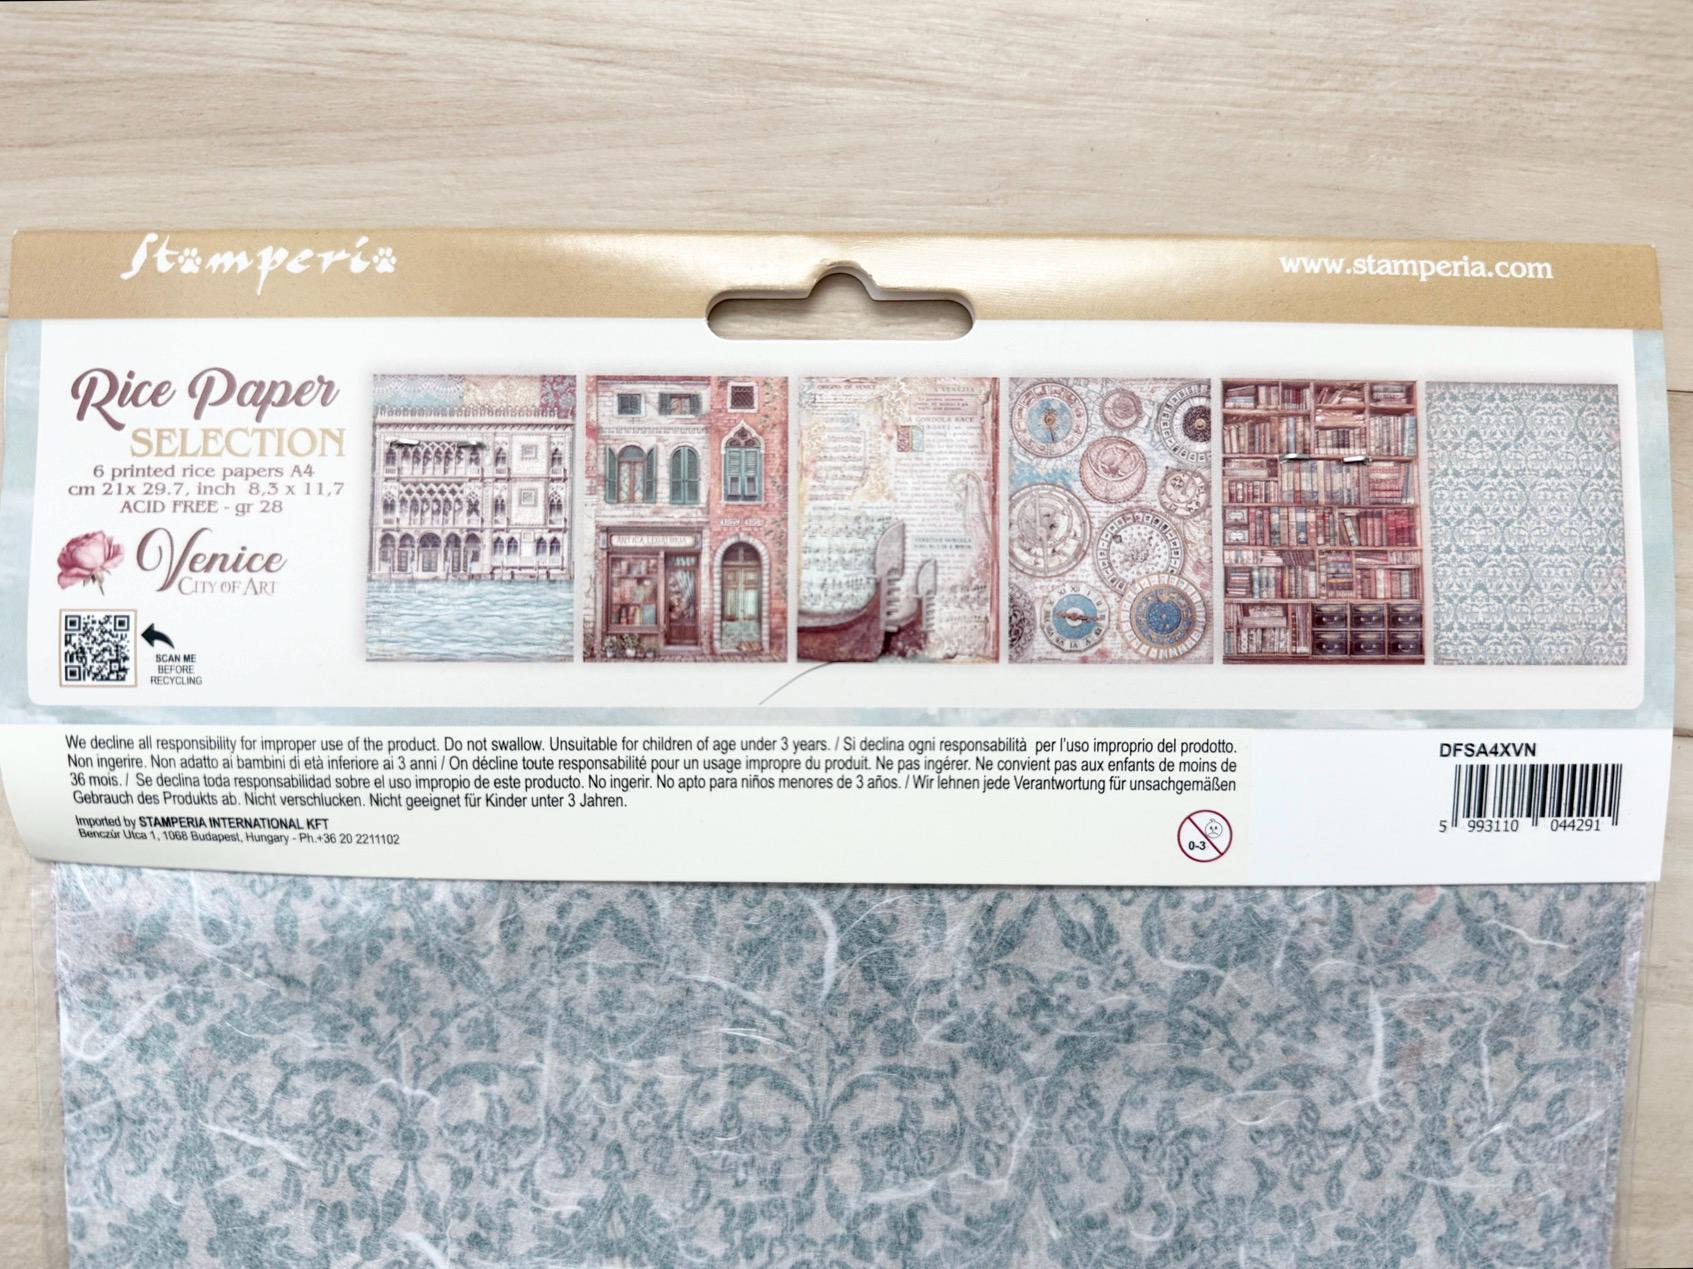 Stamperia
www.stamperia.com
Rice Paper
SELECTION
6 printed rice papers A4
cm 21x 29.7, inch 8,3 x 11,7
ACID FREE - gr 28
Venice
CITY OF ART
SCAN ME
BEFORE
RECYCLING
We decline all responsibility for improper use of the product. Do not swallow. Unsuitable for children of age under 3 years. / Si declina ogni responsabilità per l'uso improprio del prodotto.
Non ingerire. Non adatto ai bambini di età inferiore ai 3 anni / On décline toute responsabilité pour un usage impropre du produit. Ne pas ingérer. Ne convient pas aux enfants de moins de
36 mois. / Se declina toda responsabilidad sobre el uso impropio de este producto. No ingerir. No apto para niños menores de 3 años. / Wir lehnen jede Verantwortung für unsachgemäßen
Gebrauch des Produkts ab. Nicht verschlucken. Nicht geeignet für Kinder unter 3 Jahren.
Imported by STAMPERIA INTERNATIONAL KFT
Benczúr Utca 1, 1068 Budapest, Hungary - Ph.+36 20 2211102
0-3
DFSA4XVN
5 993110 044291